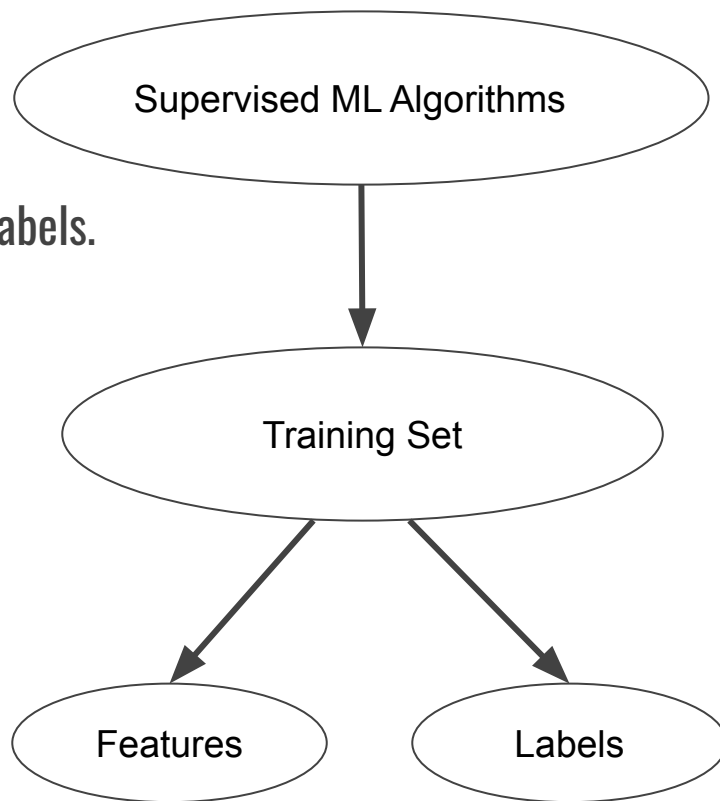 Supervised ML Algorithms
abels.
Training Set
Features
Labels